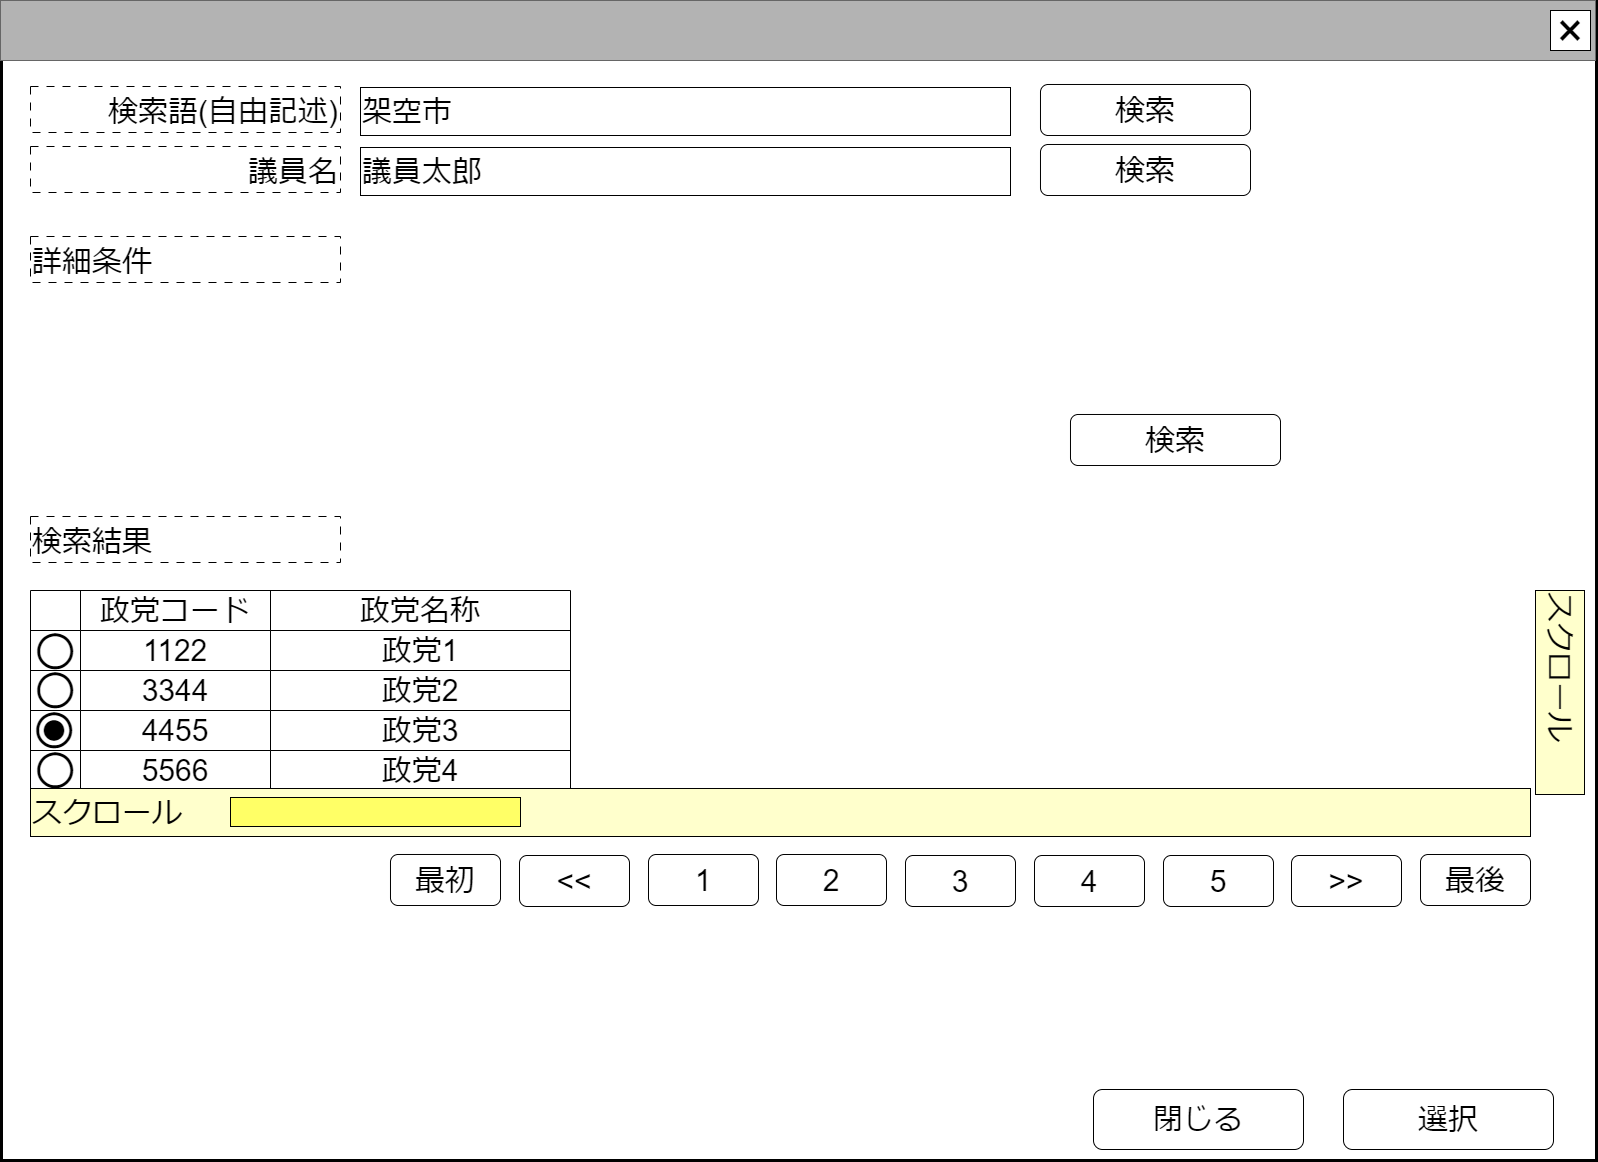 検索語(自由記述) 架空市 検索
議員名 議員太郎 検索
詳細条件
検索
検索結果
政党コード 政党名称
1122 政党1
3344 政党2
4455 政党3
5566 政党4
スクロール
スクロール
最初 << 1 2 3 4 5 >> 最後
閉じる 選択